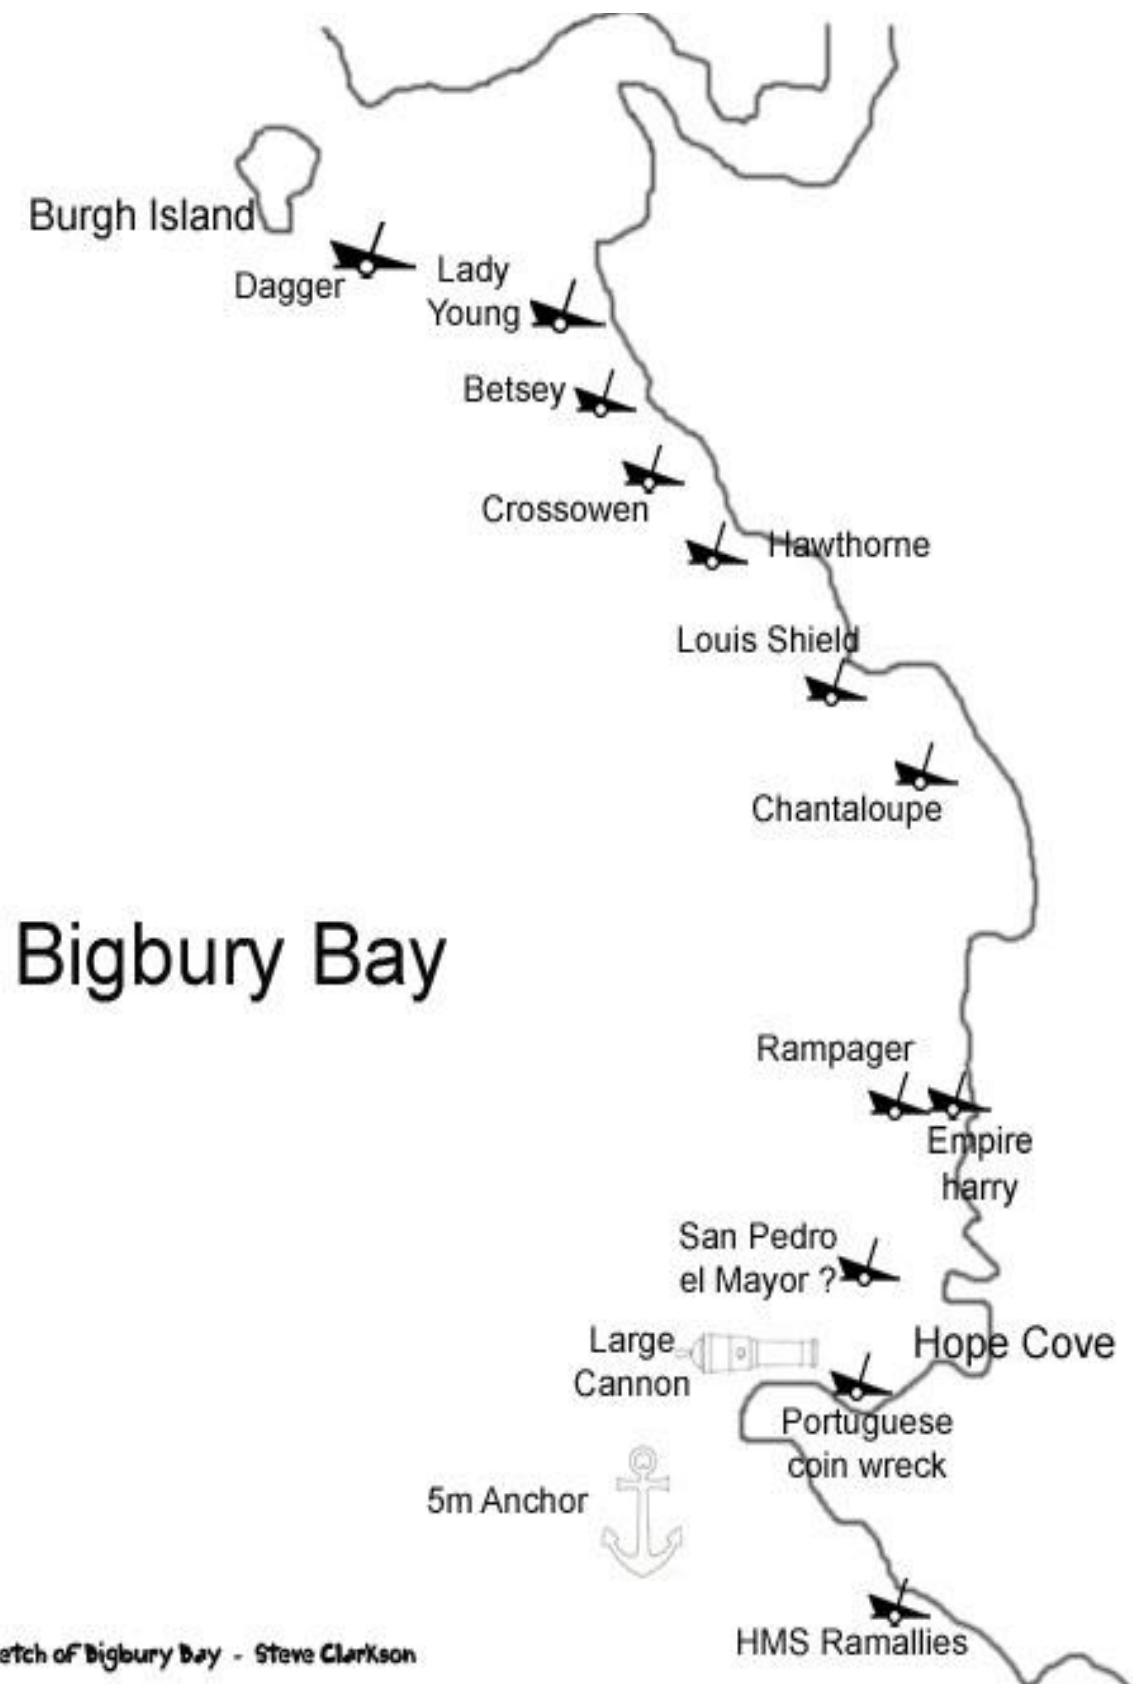 Burgh Island
Dagger
Lady
Young
Betsey
Crossowen
Hawthorne
Louis Shield
Chantaloupe
Bigbury Bay
Rampager
Empire
harry
San Pedro
el Mayor ?
Large
Cannon
Hope Cove
Portuguese
coin wreck
5m Anchor
HMS Ramallies
etch of Bigbury Bay - Steve Clarkson